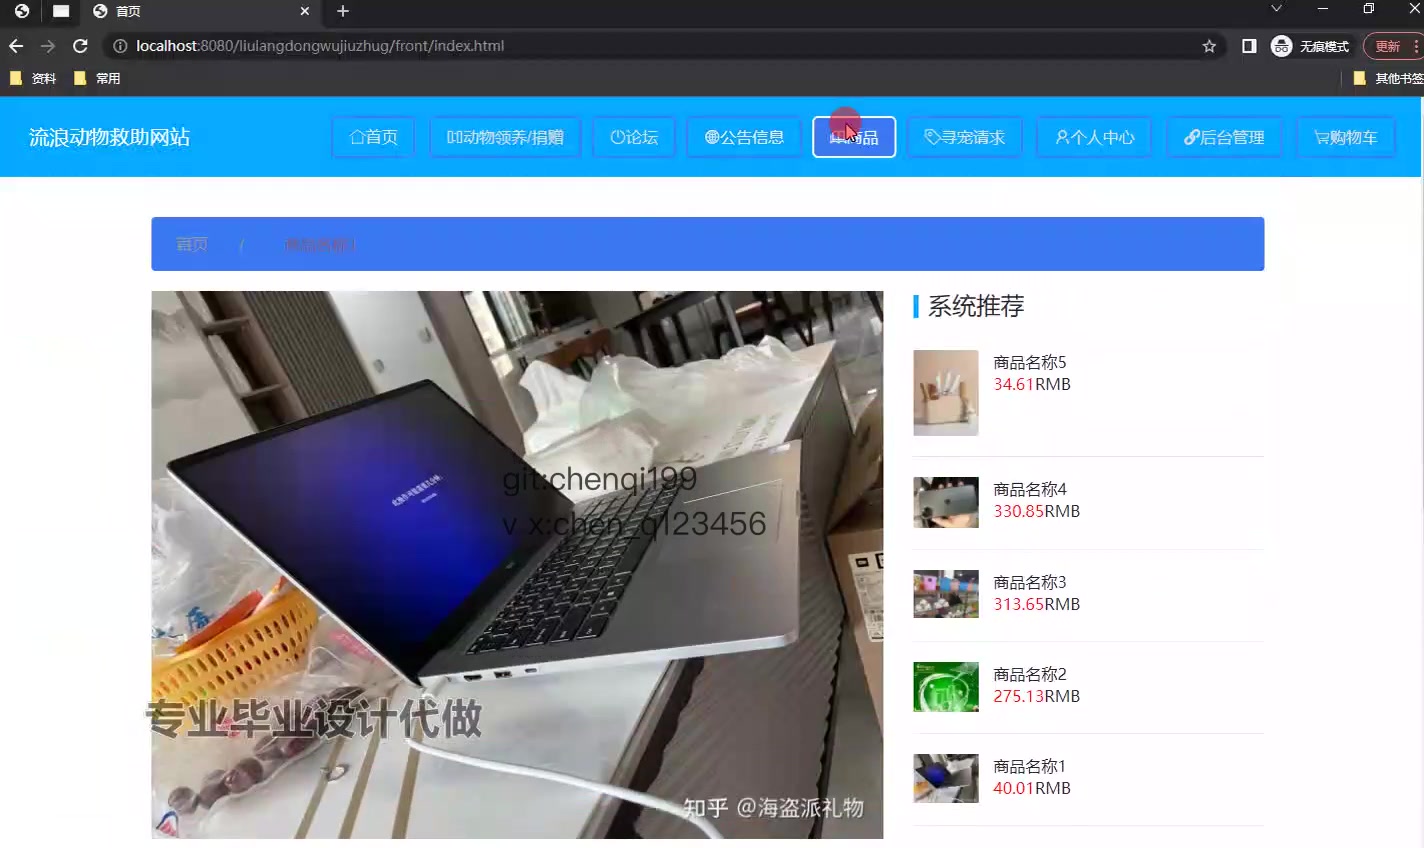 首页
localhost:8080/liulangdongwujiuzhug/front/index.html
无痕模式
更新
资料
常用
其他书签
流浪动物救助网站
首页
动物领养/捐赠
论坛
公告信息
商品
寻宠请求
个人中心
后台管理
购物车
首页
/
商品名称1
系统推荐
商品名称5
34.61RMB
商品名称4
330.85RMB
商品名称3
313.65RMB
商品名称2
275.13RMB
商品名称1
40.01RMB
git:chenqi199
v x:chen_q123456
专业毕业设计代做
知乎 @海盗派礼物